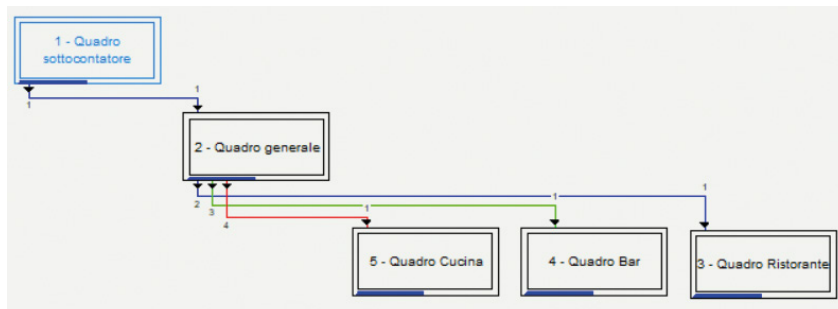 1 - Quadro
sottocontatore
1
1
2 - Quadro generale
2
3
4
1
1
1
5 - Quadro Cucina
4 - Quadro Bar
3 - Quadro Ristorante